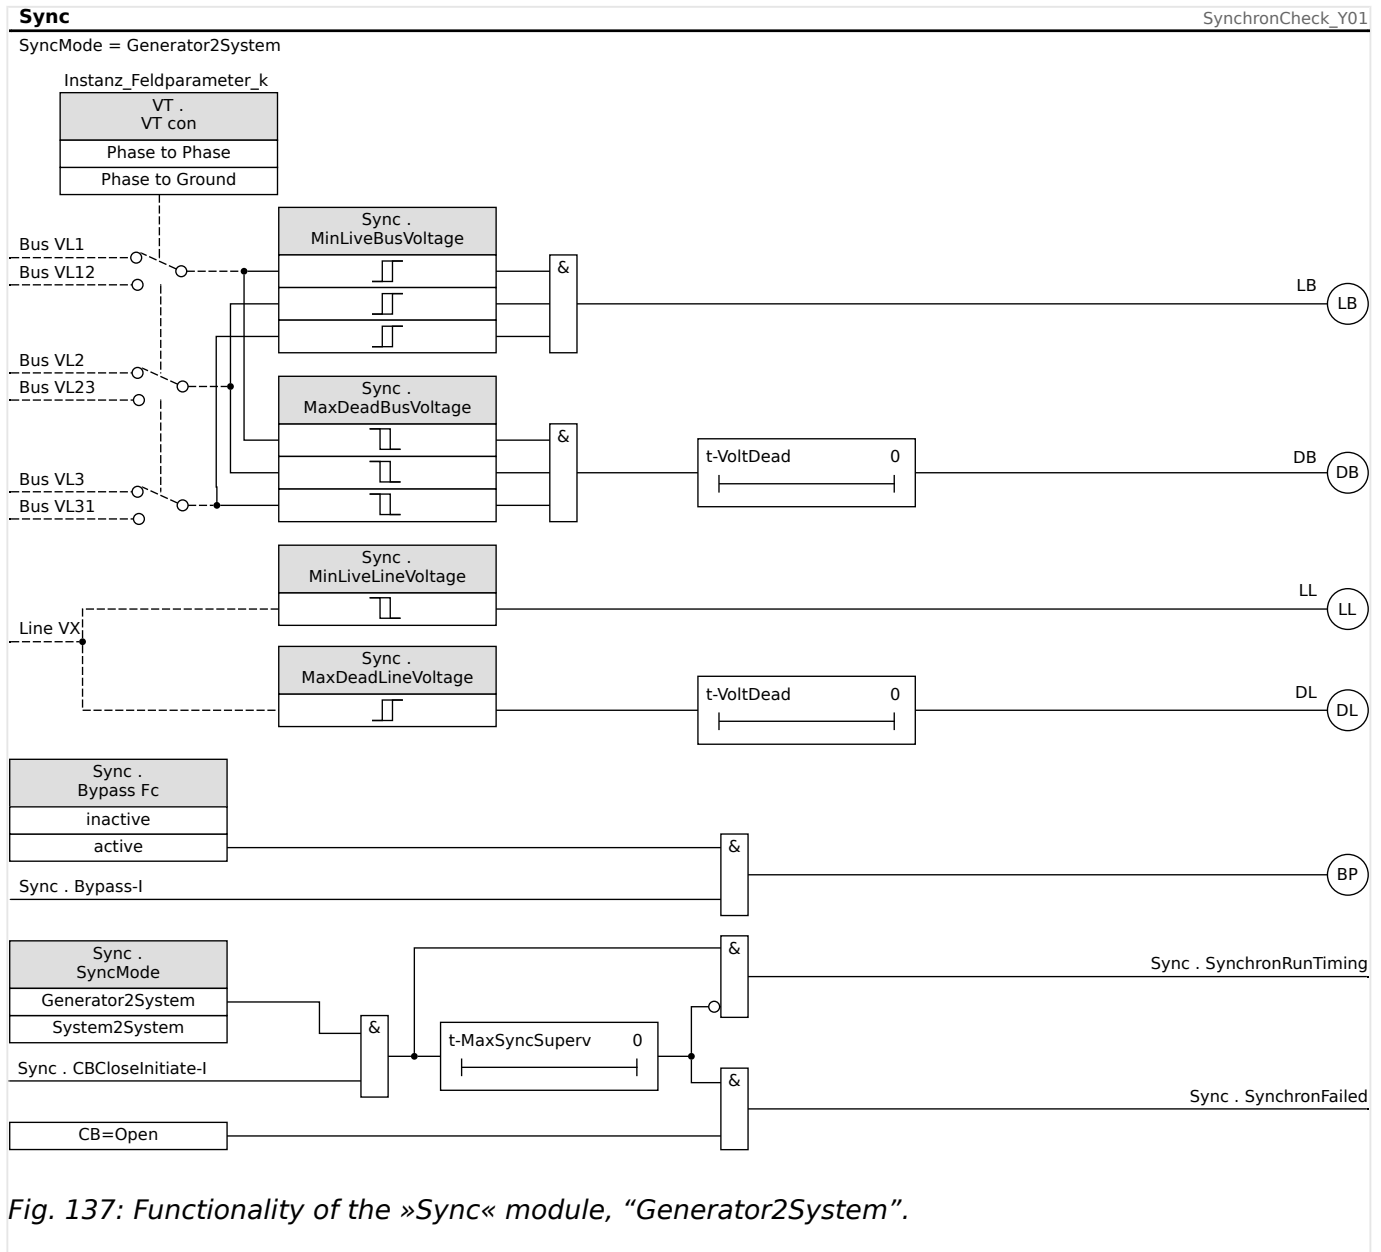 Sync
SynchronCheck_Y01
SyncMode = Generator2System
Instanz_Feldparameter_k
VT .
VT con
Phase to Phase
Phase to Ground
Sync .
MinLiveBusVoltage
Bus VL1
Bus VL12
&
LB
LB
Bus VL2
Bus VL23
Sync .
MaxDeadBusVoltage
&
t-VoltDead 0
DB
DB
Bus VL3
Bus VL31
Sync .
MinLiveLineVoltage
LL
LL
Line VX
Sync .
MaxDeadLineVoltage
t-VoltDead 0
DL
DL
Sync .
Bypass Fc
inactive
active
&
BP
Sync . Bypass-I
Sync .
SyncMode
Generator2System
System2System
&
Sync . SynchronRunTiming
&
t-MaxSyncSuperv 0
Sync . CBCloseInitiate-I
&
Sync . SynchronFailed
CB=Open
Fig. 137: Functionality of the »Sync« module, “Generator2System”.